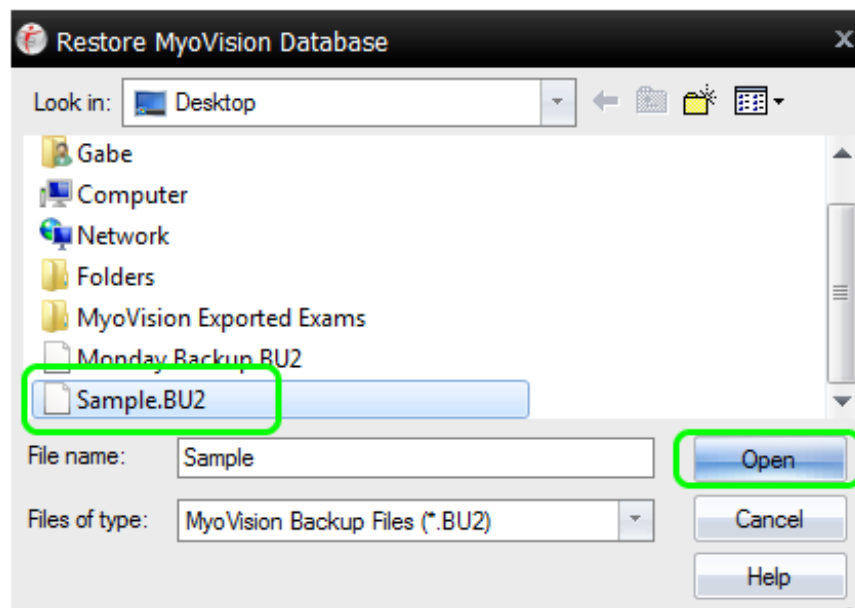 Restore MyoVision Database
x
Look in: Desktop
Gabe
Computer
Network
Folders
MyoVision Exported Exams
Monday Backup.BU2
Sample.BU2
File name: Sample Open
Files of type: MyoVision Backup Files (*.BU2) Cancel
Help